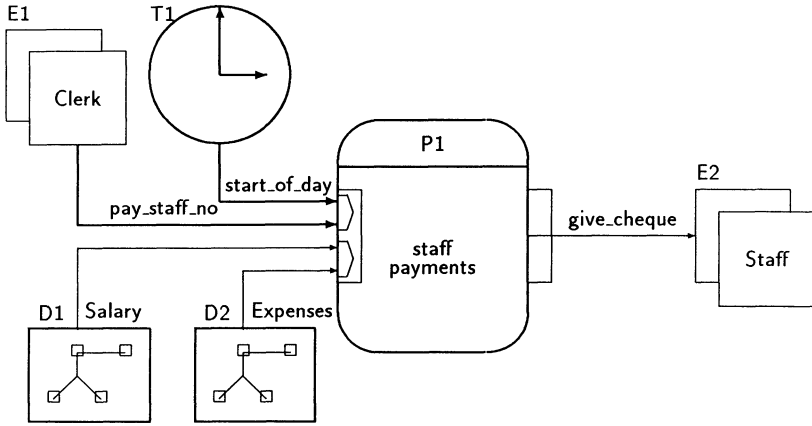 E1
T1
Clerk
P1
start_of_day
pay_staff_no
staff
payments
E2
give_cheque
Staff
D1 Salary
D2 Expenses